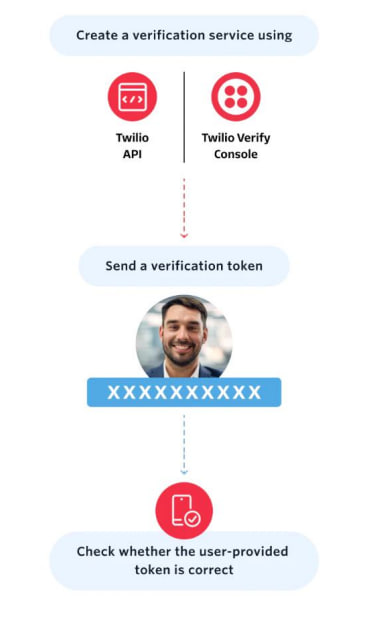 Create a verification service using
Twilio
API
Twilio Verify
Console
Send a verification token
XXXXXXXXXX
Check whether the user-provided
token is correct